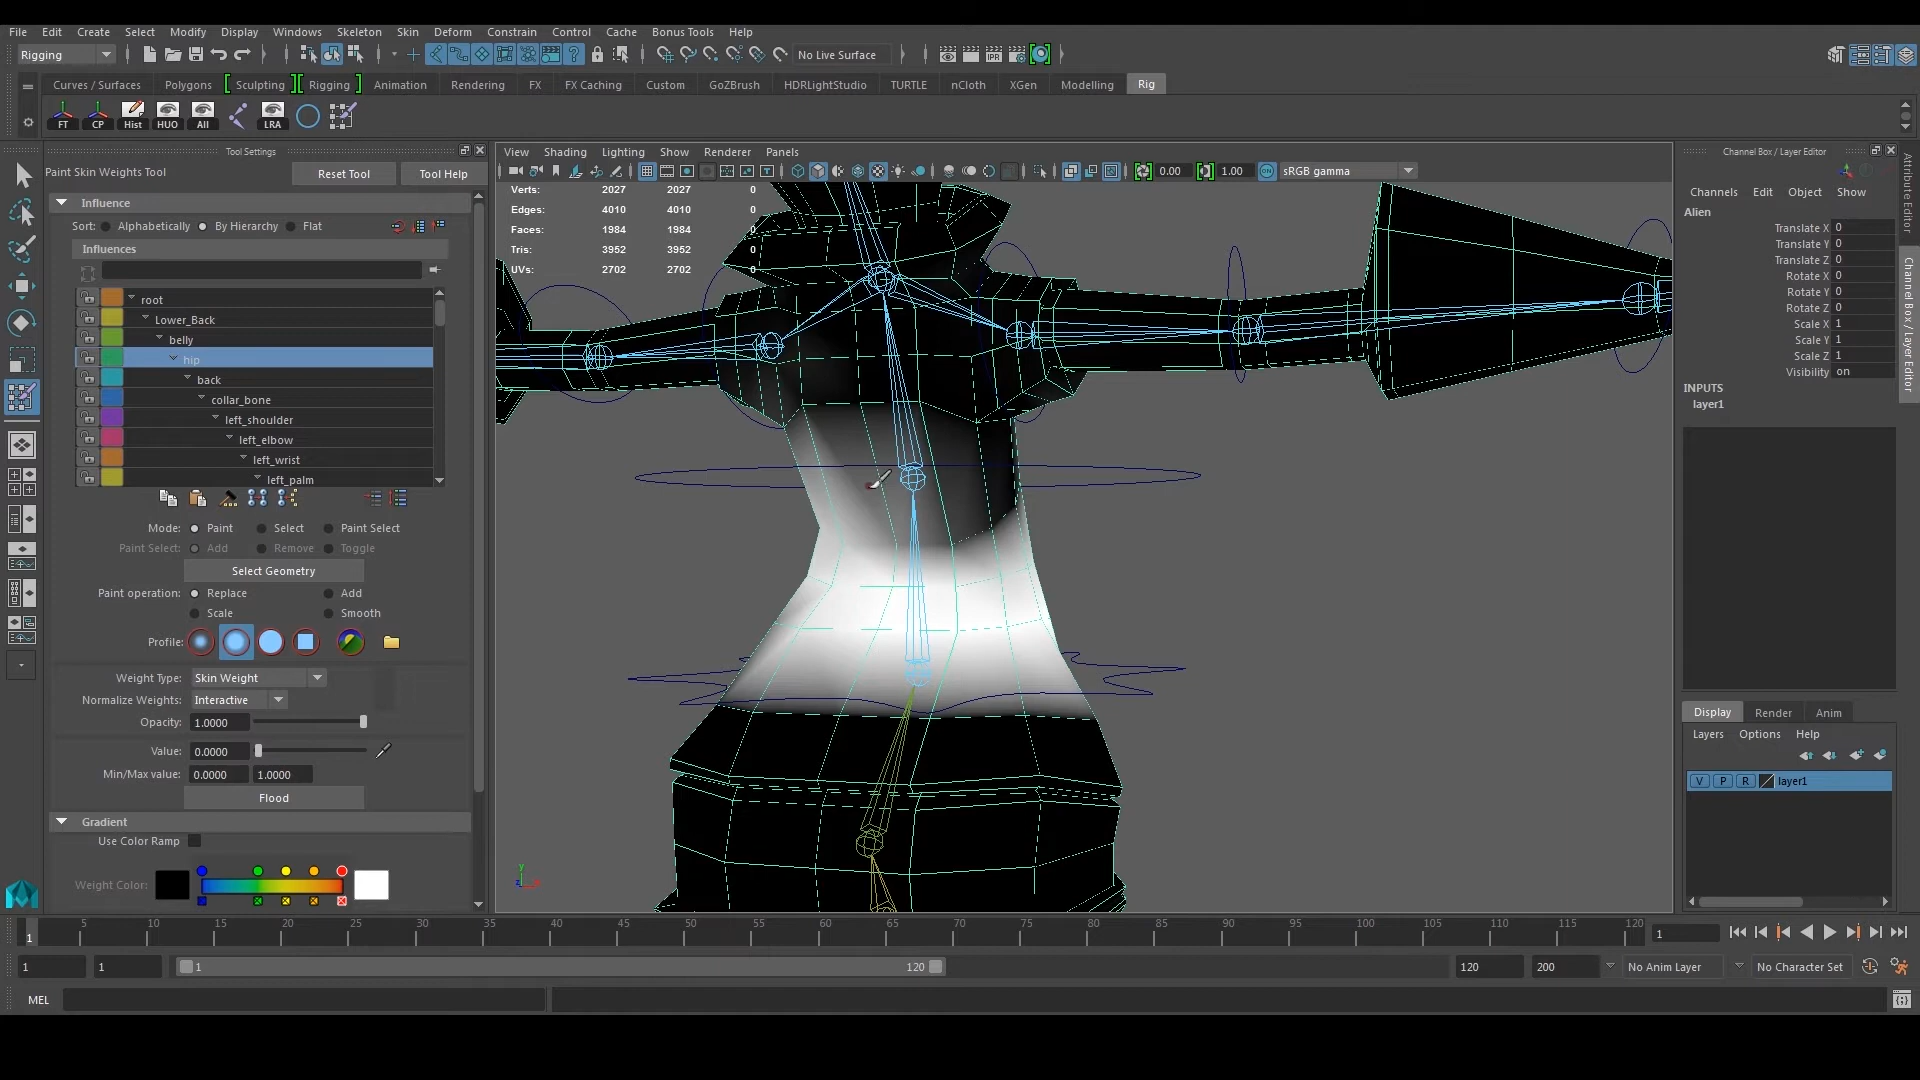 File Edit Create Select Modify Display Windows Skeleton Skin Deform Constrain Control Cache Bonus Tools Help
Rigging No Live Surface
Curves / Surfaces Polygons Sculpting Rigging Animation Rendering FX FX Caching Custom GoZBrush HDRLightStudio TURTLE nCloth XGen Modelling Rig
FT CP Hist HUO All LRA
Tool Settings
Paint Skin Weights Tool Reset Tool Tool Help
Influence
Sort: Alphabetically By Hierarchy Flat
Influences
root
Lower_Back
belly
hip
back
collar_bone
left_shoulder
left_elbow
left_wrist
left_palm
Mode: Paint Select Paint Select
Paint Select: Add Remove Toggle
Select Geometry
Paint operation: Replace Add
Scale Smooth
Profile:
Weight Type: Skin Weight
Normalize Weights: Interactive
Opacity: 1.0000
Value: 0.0000
Min/Max value: 0.0000 1.0000
Flood
Gradient
Use Color Ramp
Weight Color:
View Shading Lighting Show Renderer Panels
0.00 1.00 sRGB gamma
Verts: 2027 2027 0
Edges: 4010 4010 0
Faces: 1984 1984 0
Tris: 3952 3952 0
UVs: 2702 2702 0
y
Channel Box / Layer Editor
Channels Edit Object Show
Alien
Translate X 0
Translate Y 0
Translate Z 0
Rotate X 0
Rotate Y 0
Rotate Z 0
Scale X 1
Scale Y 1
Scale Z 1
Visibility on
INPUTS
layer1
Attribute Editor
Channel Box / Layer Editor
Display Render Anim
Layers Options Help
V P R layer1
1 5 10 15 20 25 30 35 40 45 50 55 60 65 70 75 80 85 90 95 100 105 110 115 120 1
1 1 1 120 120 200 No Anim Layer No Character Set
MEL